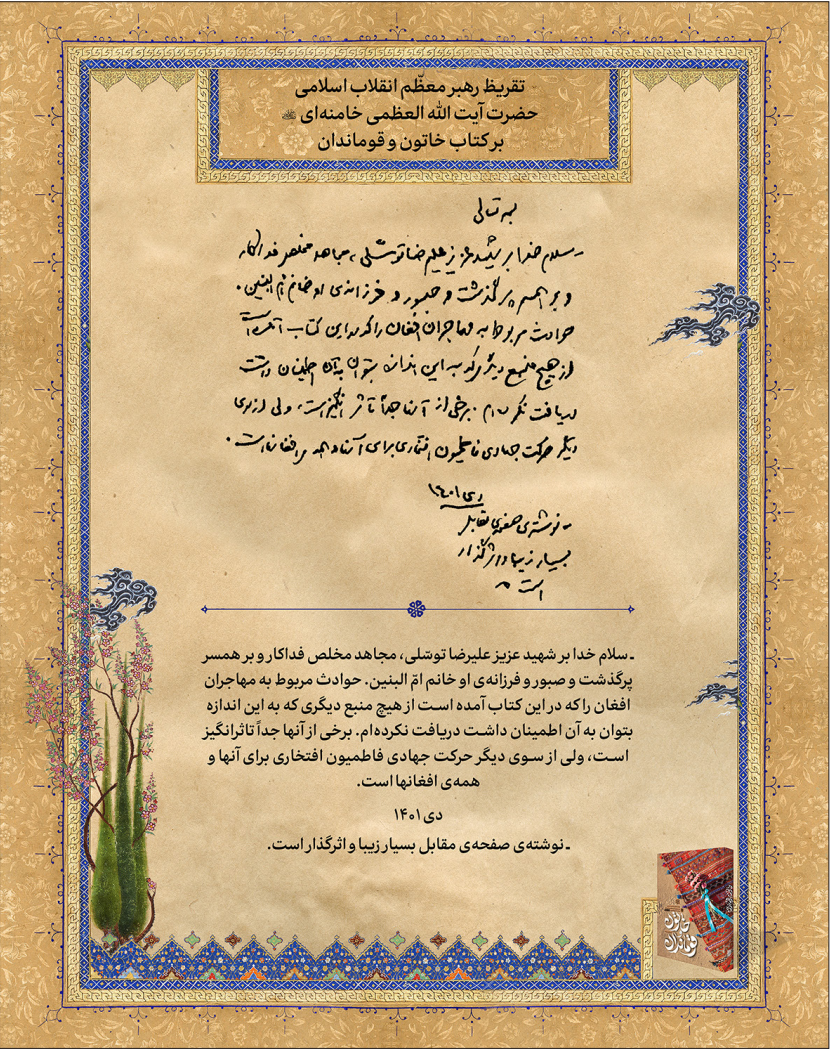 تقریظ رهبر معظّم انقلاب اسلامی
حضرت آیت الله العظمی خامنه‌ای
بر کتاب خاتون و قوماندان
بسمه تعالی
ـ سلام خدا بر شهید عزیز علیرضا توسّلی، مجاهد مخلص فداکار
و بر همسر پرگذشت و صبور و فرزانه‌ی او خانم امّ البنین.
حوادث مربوط به مهاجران افغان را که در این کتاب آمده است
از هیچ منبع دیگری که به این اندازه بتوان به آن اطمینان داشت
دریافت نکرده‌ام. برخی از آنها جداً تأثرانگیز است، ولی از سوی
دیگر حرکت جهادی فاطمیون افتخاری برای آنها و همه‌ی افغانها است.
دی ۱۴۰۱
ـ نوشته‌ی صفحه‌ی مقابل
بسیار زیبا و اثرگذار
است
ـ سلام خدا بر شهید عزیز علیرضا توسّلی، مجاهد مخلص فداکار و بر همسر
پرگذشت و صبور و فرزانه‌ی او خانم امّ البنین. حوادث مربوط به مهاجران
افغان را که در این کتاب آمده است از هیچ منبع دیگری که به این اندازه
بتوان به آن اطمینان داشت دریافت نکرده‌ام. برخی از آنها جداً تاثرانگیز
است، ولی از سوی دیگر حرکت جهادی فاطمیون افتخاری برای آنها و
همه‌ی افغانها است.
دی ۱۴۰۱
ـ نوشته‌ی صفحه‌ی مقابل بسیار زیبا و اثرگذار است.
خاتون
قوماندان